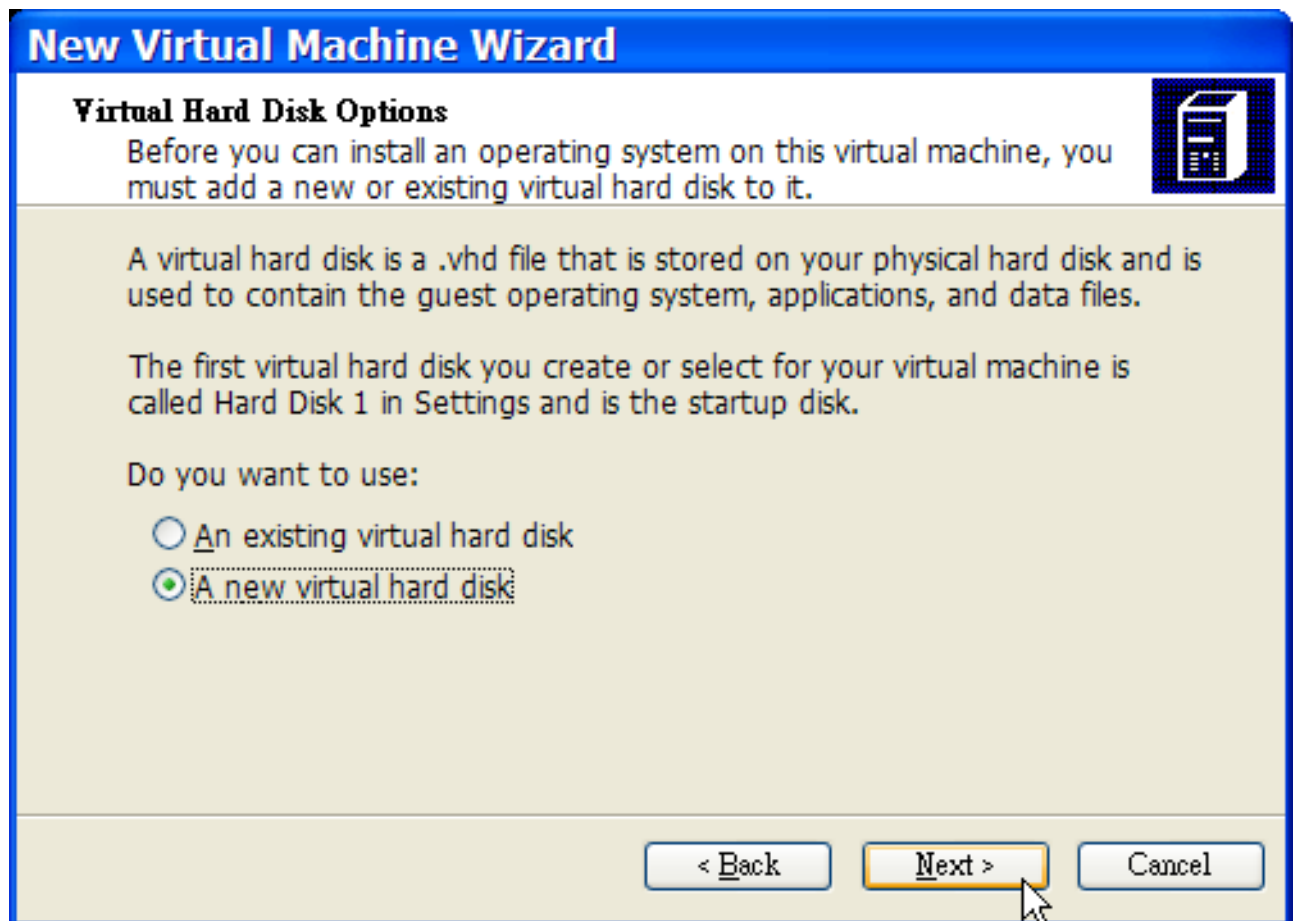 New Virtual Machine Wizard
Virtual Hard Disk Options
Before you can install an operating system on this virtual machine, you
must add a new or existing virtual hard disk to it.
A virtual hard disk is a .vhd file that is stored on your physical hard disk and is
used to contain the guest operating system, applications, and data files.
The first virtual hard disk you create or select for your virtual machine is
called Hard Disk 1 in Settings and is the startup disk.
Do you want to use:
An existing virtual hard disk
A new virtual hard disk
< Back
Next >
Cancel